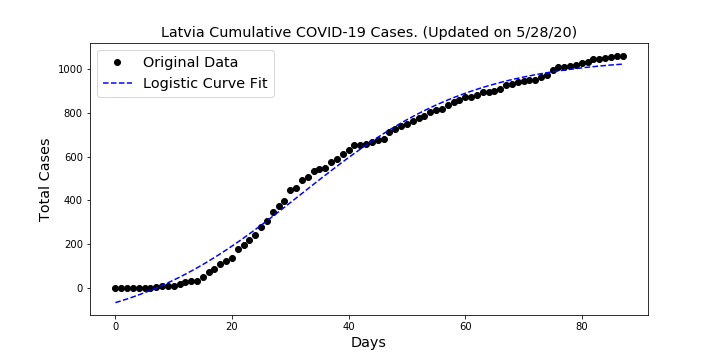 Latvia Cumulative COVID-19 Cases. (Updated on 5/28/20)
Original Data
Logistic Curve Fit
Total Cases
1000
800
600
400
200
0
0 20 40 60 80
Days